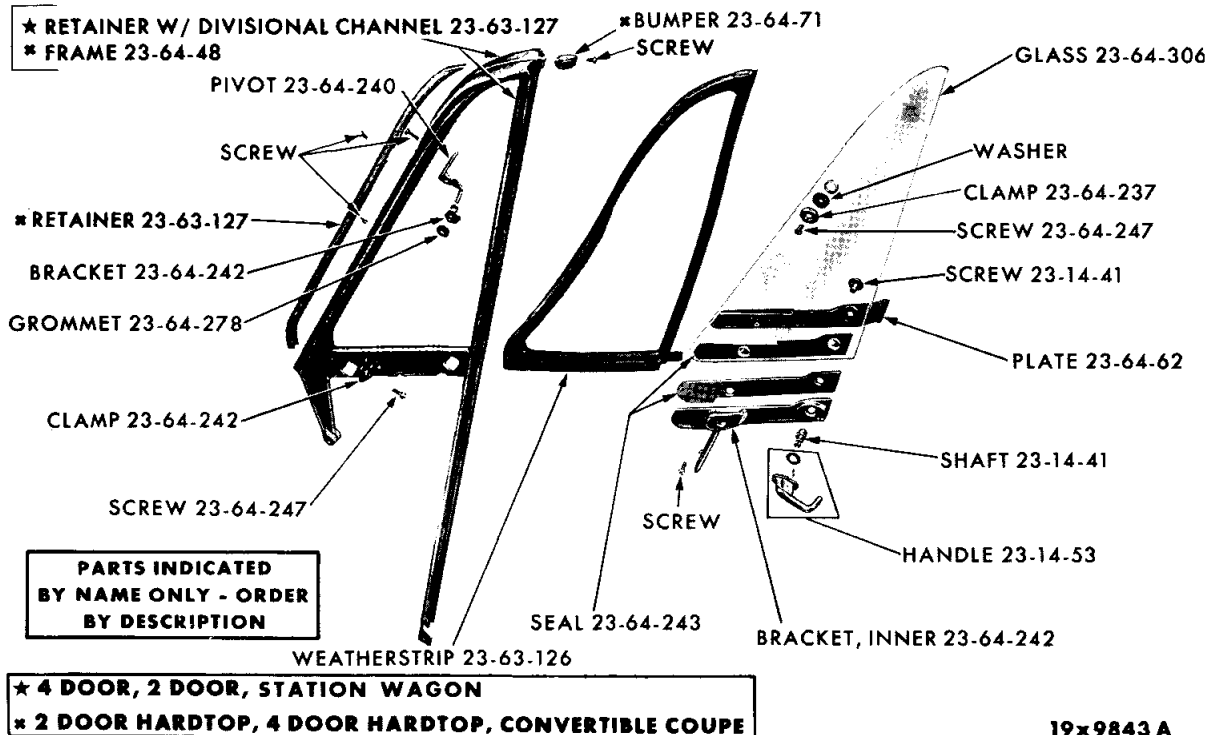 ★ RETAINER W/ DIVISIONAL CHANNEL 23-63-127
* FRAME 23-64-48
*BUMPER 23-64-71
SCREW
GLASS 23-64-306
PIVOT 23-64-240
SCREW
WASHER
CLAMP 23-64-237
* RETAINER 23-63-127
SCREW 23-64-247
BRACKET 23-64-242
SCREW 23-14-41
GROMMET 23-64-278
PLATE 23-64-62
CLAMP 23-64-242
SHAFT 23-14-41
SCREW 23-64-247
SCREW
HANDLE 23-14-53
PARTS INDICATED
BY NAME ONLY - ORDER
BY DESCRIPTION
SEAL 23-64-243
BRACKET, INNER 23-64-242
WEATHERSTRIP 23-63-126
★ 4 DOOR, 2 DOOR, STATION WAGON
* 2 DOOR HARDTOP, 4 DOOR HARDTOP, CONVERTIBLE COUPE
19x9843 A